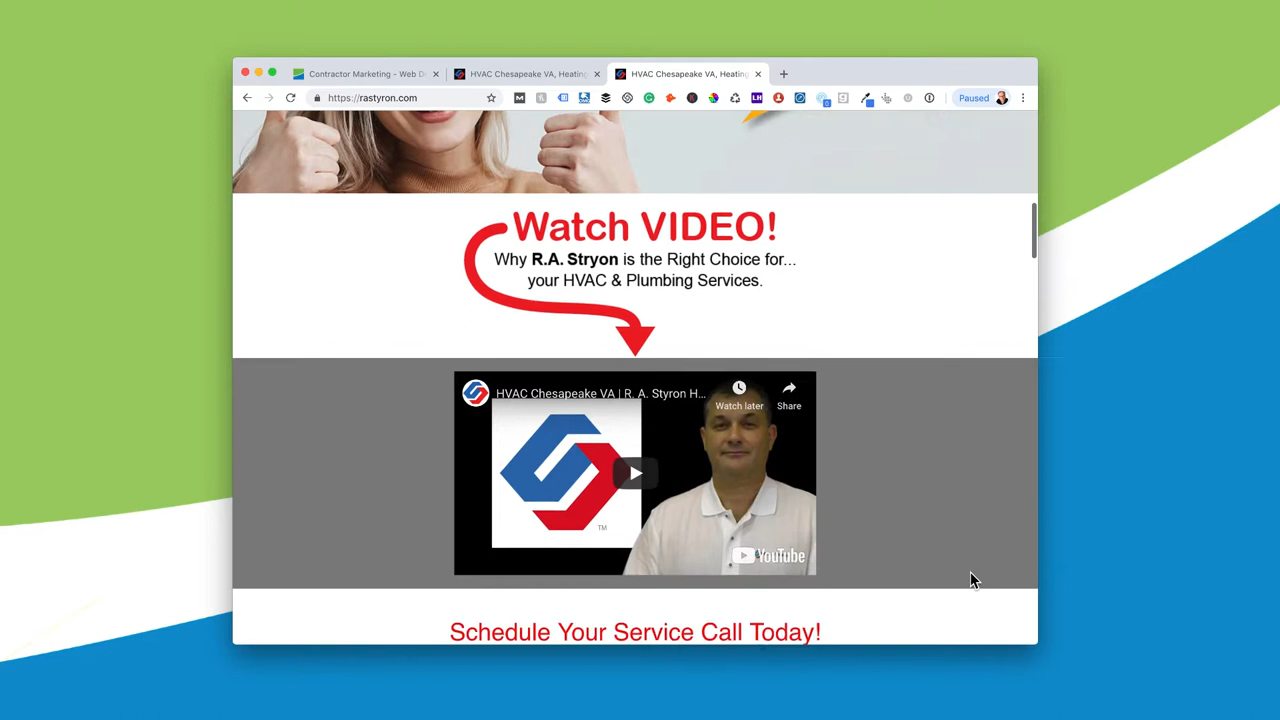 Contractor Marketing - Web D
HVAC Chesapeake VA, Heating
HVAC Chesapeake VA, Heating
https://rastyron.com
Paused
Watch VIDEO!
Why R.A. Stryon is the Right Choice for...
your HVAC & Plumbing Services.
HVAC Chesapeake VA | R. A. Styron H...
Watch later
Share
TM
YouTube
Schedule Your Service Call Today!